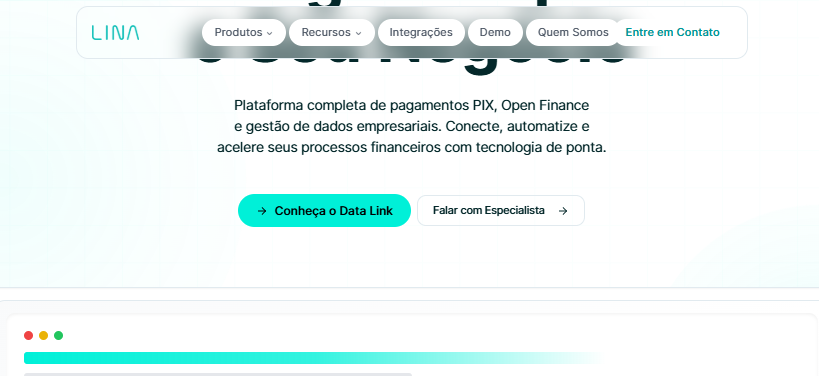 LINA
Produtos
Recursos
Integrações
Demo
Quem Somos
Entre em Contato
Plataforma completa de pagamentos PIX, Open Finance
e gestão de dados empresariais. Conecte, automatize e
acelere seus processos financeiros com tecnologia de ponta.
Conheça o Data Link
Falar com Especialista